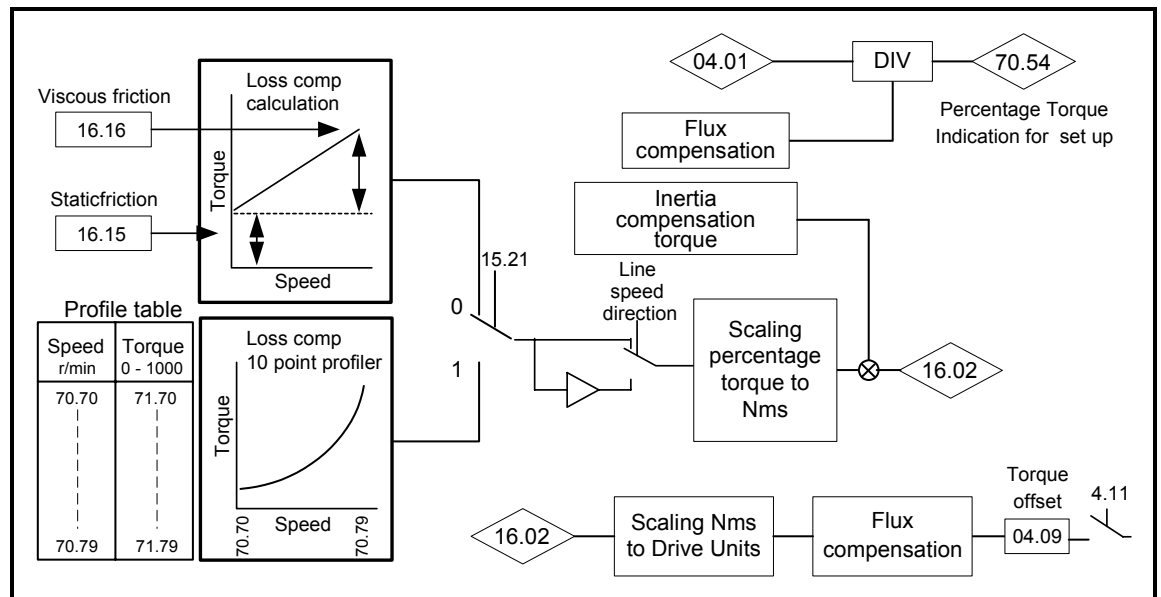 Viscous friction
16.16
Staticfriction
16.15
Loss comp
calculation
Torque
Speed
Profile table
Speed
r/min
Torque
0 - 1000
70.70
71.70
70.79
71.79
Loss comp
10 point profiler
Torque
Speed
70.70
70.79
0
1
15.21
Line
speed
direction
04.01
DIV
70.54
Percentage Torque
Indication for set up
Flux
compensation
Inertia
compensation
torque
Scaling
percentage
torque to
Nms
16.02
16.02
Scaling Nms
to Drive Units
Flux
compensation
Torque
offset
04.09
4.11